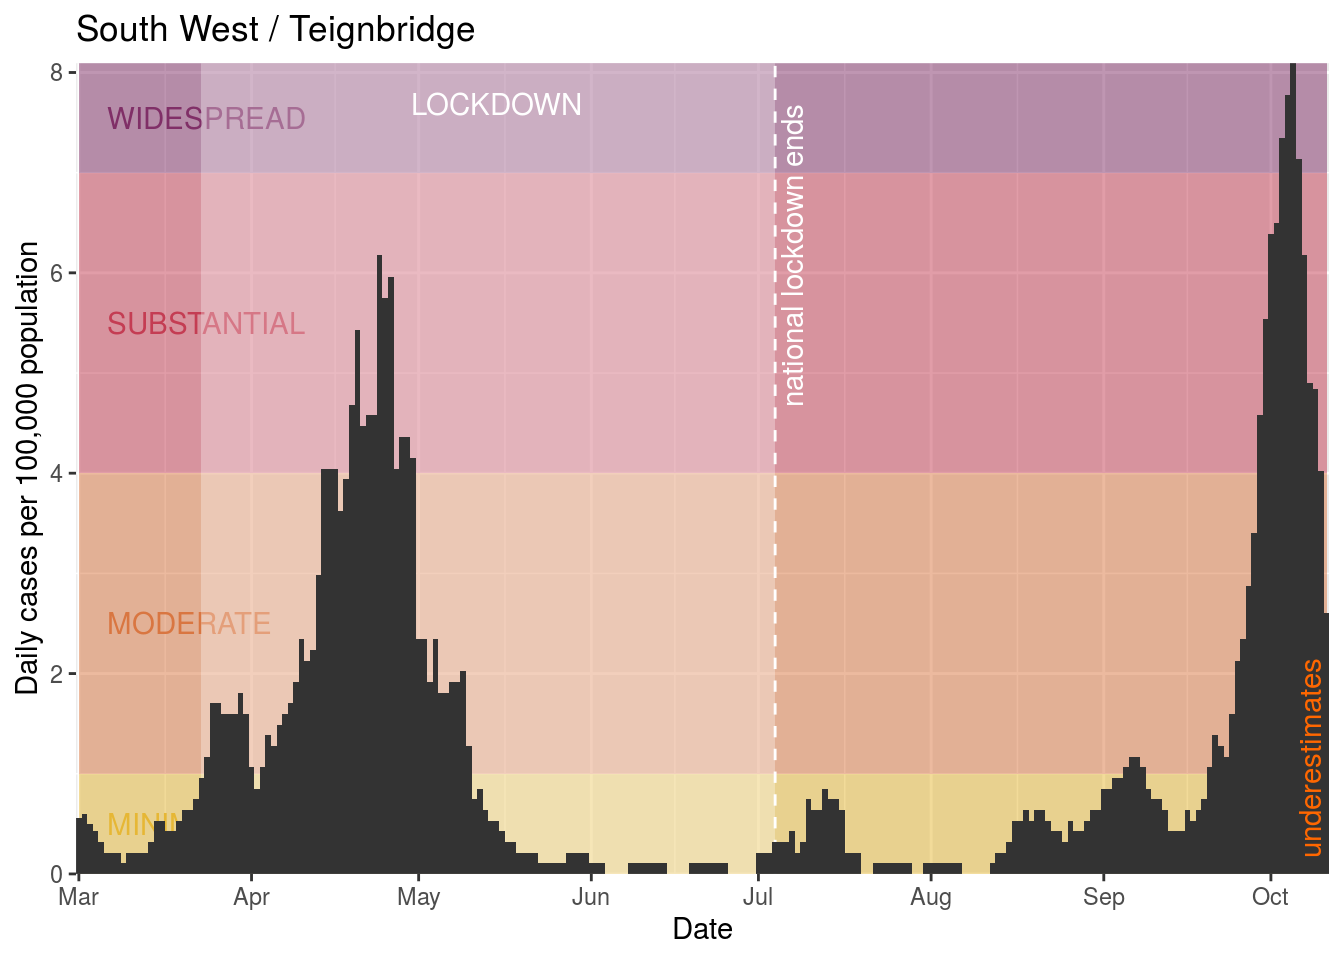 South West / Teignbridge
8
6
4
2
0
Daily cases per 100,000 population
WIDESPREAD
LOCKDOWN
SUBSTANTIAL
MODERATE
national lockdown ends
underestimates
Mar Apr May Jun Jul Aug Sep Oct
Date